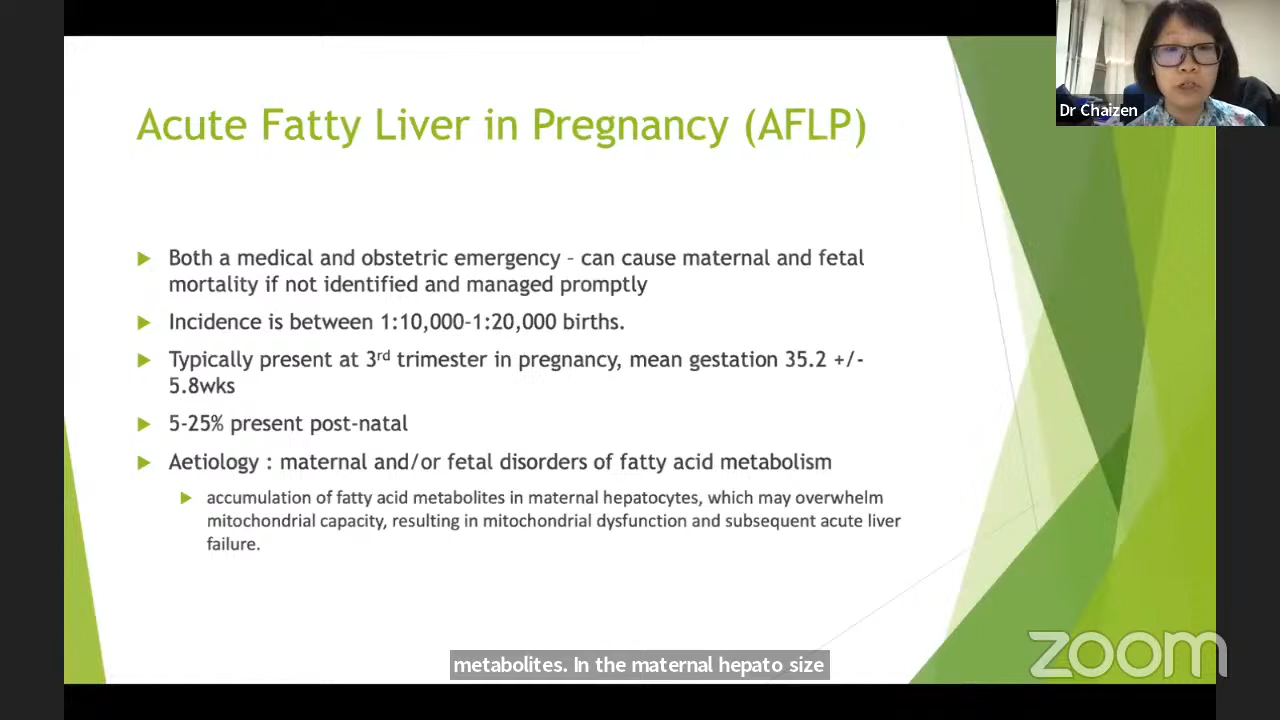 Acute Fatty Liver in Pregnancy (AFLP)
Dr Chaizen
Both a medical and obstetric emergency – can cause maternal and fetal
mortality if not identified and managed promptly
Incidence is between 1:10,000-1:20,000 births.
Typically present at 3rd trimester in pregnancy, mean gestation 35.2 +/-
5.8wks
5-25% present post-natal
Aetiology : maternal and/or fetal disorders of fatty acid metabolism
accumulation of fatty acid metabolites in maternal hepatocytes, which may overwhelm
mitochondrial capacity, resulting in mitochondrial dysfunction and subsequent acute liver
failure.
metabolites. In the maternal hepato size
zoom